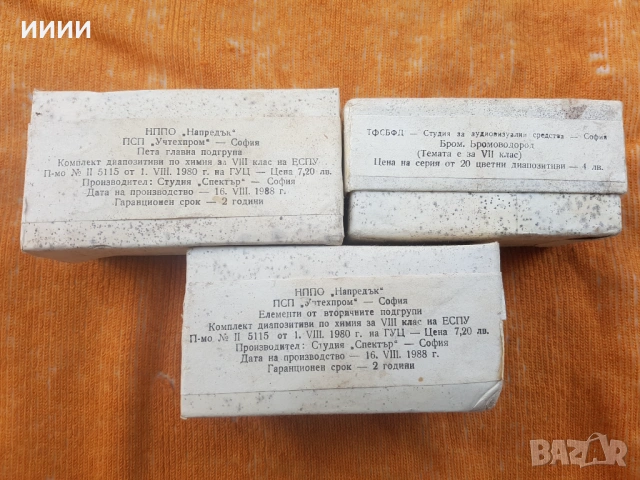 ииии
НППО „Напредък“
ПСП „Учтехпром“ — София
Пета главна подгрупа
Комплект диапозитиви по химия за VIII клас на ЕСПУ
П-мо № II 5115 от 1. VIII. 1980 г. на ГУЦ — Цена 7,20 лв.
Производител: Студия „Спектър“ — София
Дата на производство — 16. VIII. 1988 г.
Гаранционен срок — 2 години
ТФСБФД — Студия за аудиовизуални средства — София
Бром. Бромоводород
(Темата е за VII клас)
Цена на серия от 20 цветни диапозитиви — 4 лв.
НППО „Напредък“
ПСП „Учтехпром“ — София
Елементи от вторачните подгрупи
Комплект диапозитиви по химия за VIII клас на ЕСПУ
П-мо № II 5115 от 1. VIII. 1980 г. на ГУЦ — Цена 7,20 лв.
Производител: Студия „Спектър“ — София
Дата на производство — 16. VIII. 1988 г.
Гаранционен срок — 2 години
BAZAR